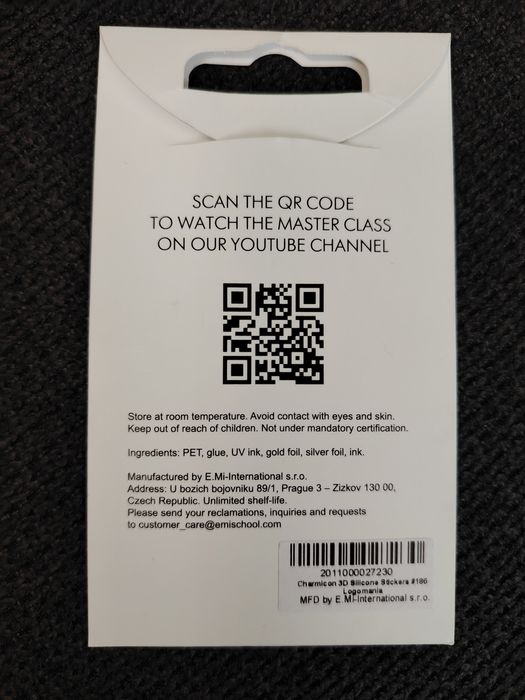 SCAN THE QR CODE
TO WATCH THE MASTER CLASS
ON OUR YOUTUBE CHANNEL
Store at room temperature. Avoid contact with eyes and skin.
Keep out of reach of children. Not under mandatory certification.
Ingredients: PET, glue, UV ink, gold foil, silver foil, ink.
Manufactured by E.Mi-International s.r.o.
Address: U bozich bojovniku 89/1, Prague 3 – Zizkov 130 00,
Czech Republic. Unlimited shelf-life.
Please send your reclamations, inquiries and requests
to customer_care@emischool.com
2011000027230
Charmicon 3D Silicone Stickers #186
Logomania
MFD by E.Mi-International s.r.o.